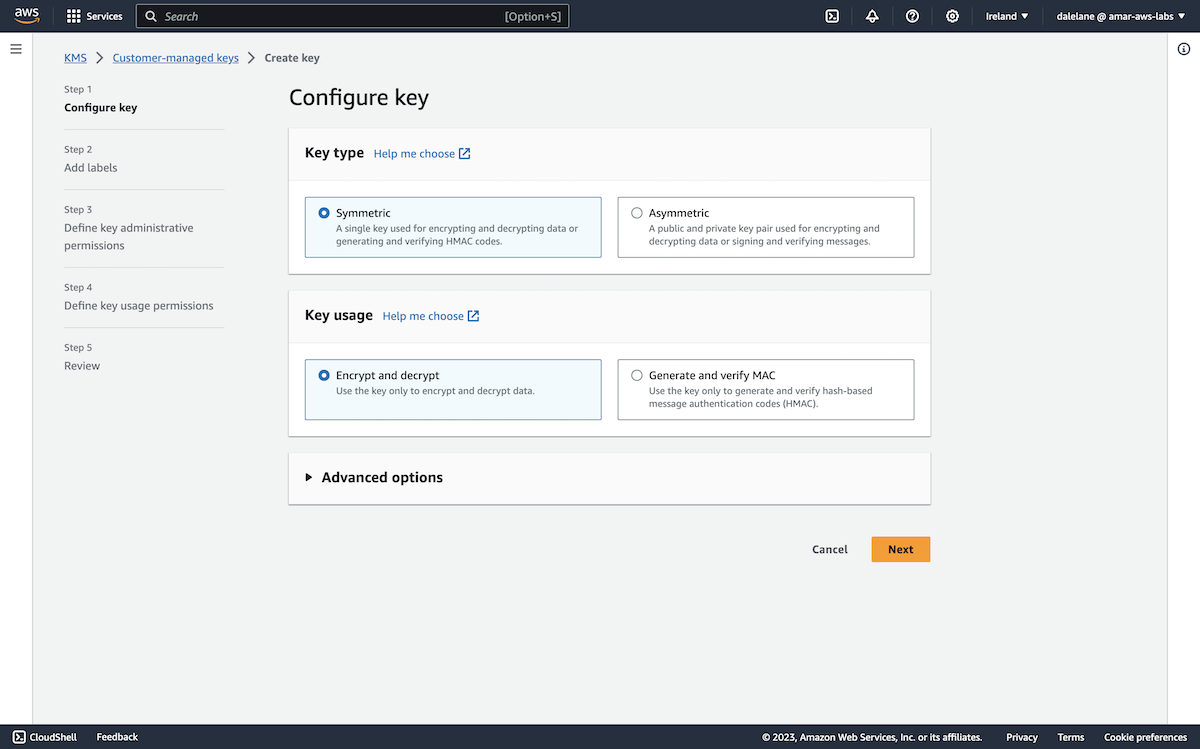 aws
Services
Search [Option+S]
Ireland ▼
dalelane @ amar-aws-labs ▼
KMS > Customer-managed keys > Create key
Step 1
Configure key
Step 2
Add labels
Step 3
Define key administrative
permissions
Step 4
Define key usage permissions
Step 5
Review
Configure key
Key type Help me choose
Symmetric
A single key used for encrypting and decrypting data or
generating and verifying HMAC codes.
Asymmetric
A public and private key pair used for encrypting and
decrypting data or signing and verifying messages.
Key usage Help me choose
Encrypt and decrypt
Use the key only to encrypt and decrypt data.
Generate and verify MAC
Use the key only to generate and verify hash-based
message authentication codes (HMAC).
Advanced options
Cancel
Next
CloudShell
Feedback
© 2023, Amazon Web Services, Inc. or its affiliates.
Privacy
Terms
Cookie preferences